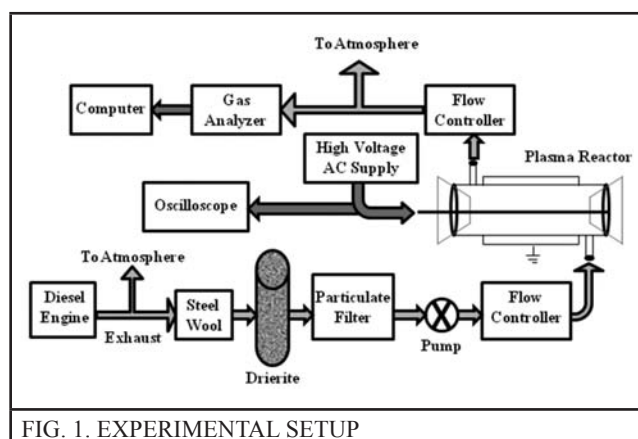 To Atmosphere
Computer
Gas
Analyzer
Flow
Controller
High Voltage
AC Supply
Plasma Reactor
Oscilloscope
To Atmosphere
Diesel
Engine
Exhaust
Steel
Wool
Drierite
Particulate
Filter
Pump
Flow
Controller
FIG. 1. EXPERIMENTAL SETUP